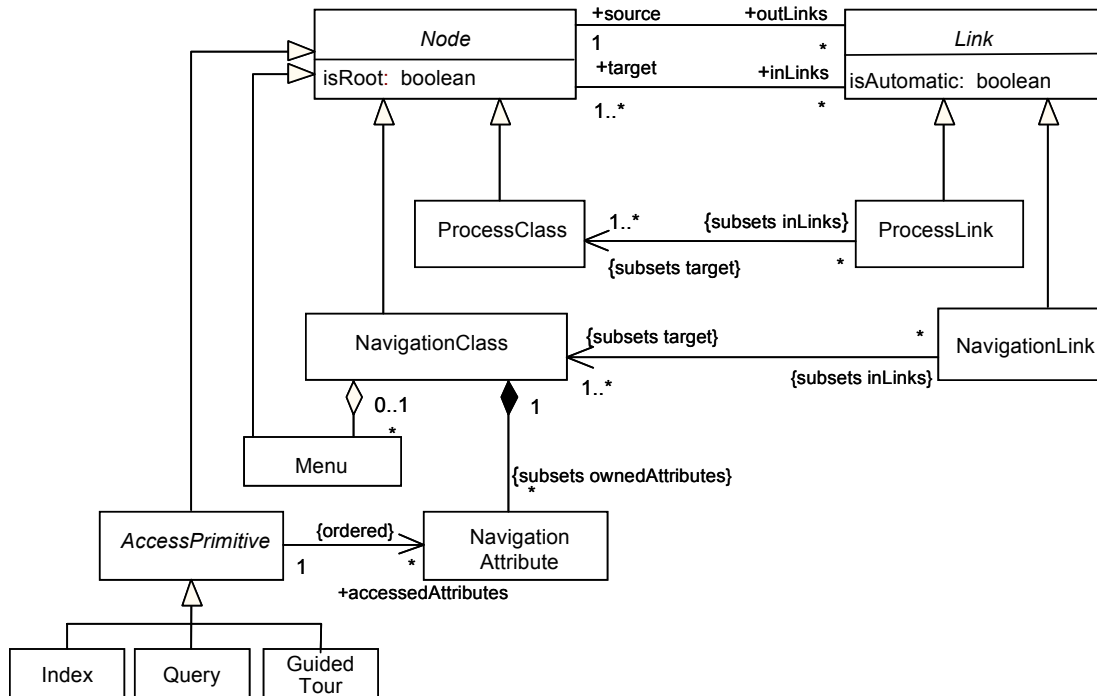 +source
+outLinks
Node
Link
1
*
+target
+inLinks
isRoot: boolean
isAutomatic: boolean
1..*
*
ProcessClass
1..*
{subsets inLinks}
ProcessLink
{subsets target}
*
NavigationClass
{subsets target}
*
NavigationLink
1..*
{subsets inLinks}
0..1
1
*
Menu
{subsets ownedAttributes}
*
AccessPrimitive
{ordered}
Navigation
Attribute
1
*
+accessedAttributes
Index
Query
Guided
Tour